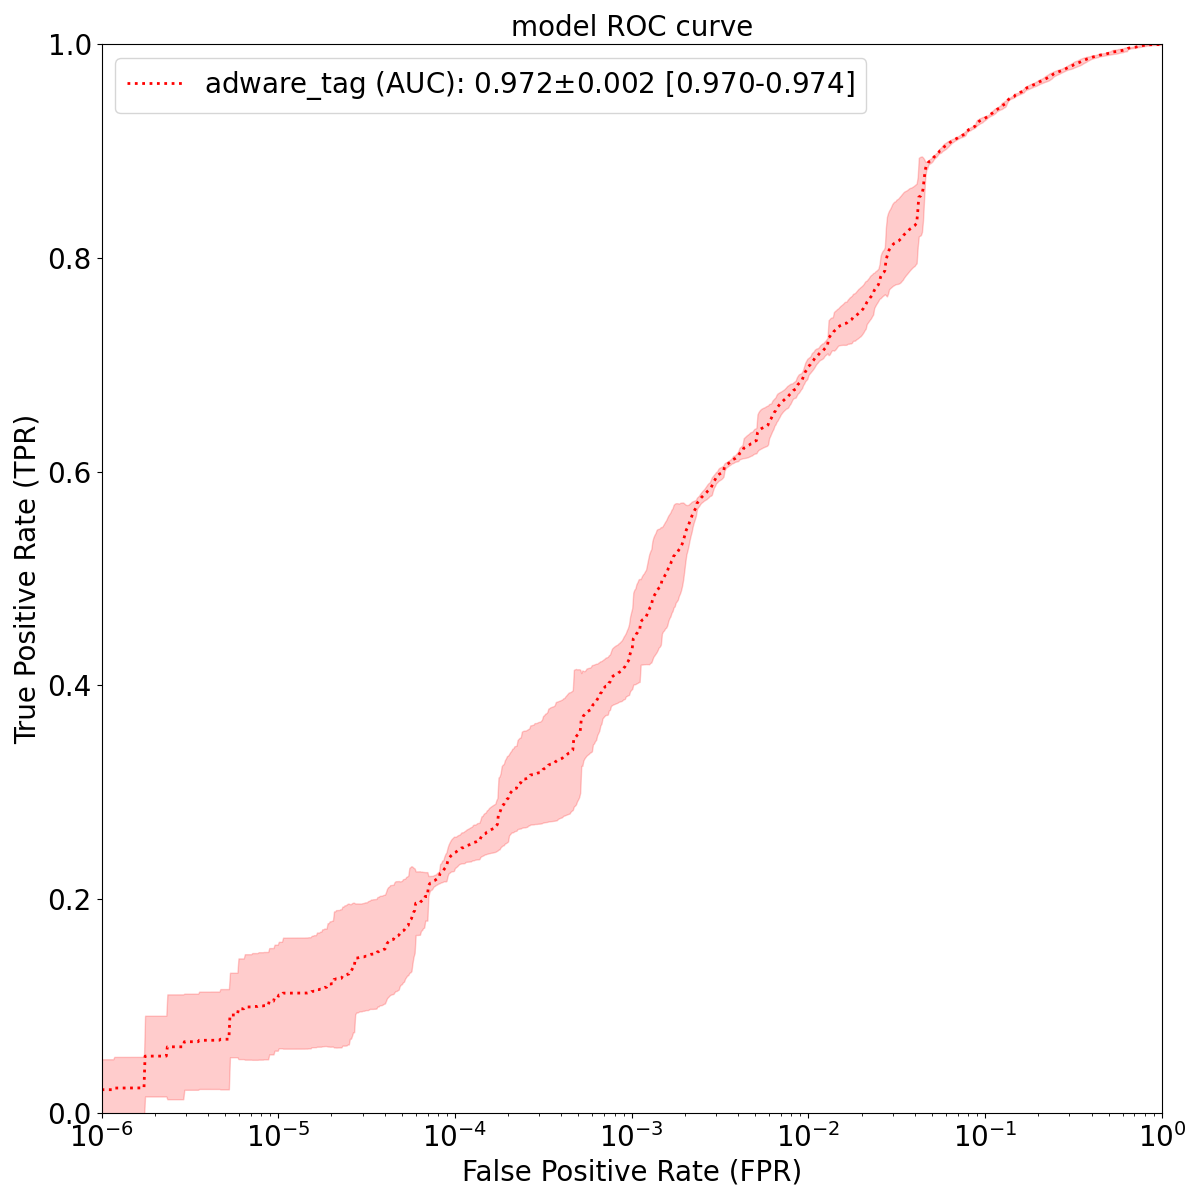 model ROC curve
adware_tag (AUC): 0.972±0.002 [0.970-0.974]
1.0
0.8
0.6
0.4
0.2
0.0
True Positive Rate (TPR)
10⁻⁶ 10⁻⁵ 10⁻⁴ 10⁻³ 10⁻² 10⁻¹ 10⁰
False Positive Rate (FPR)